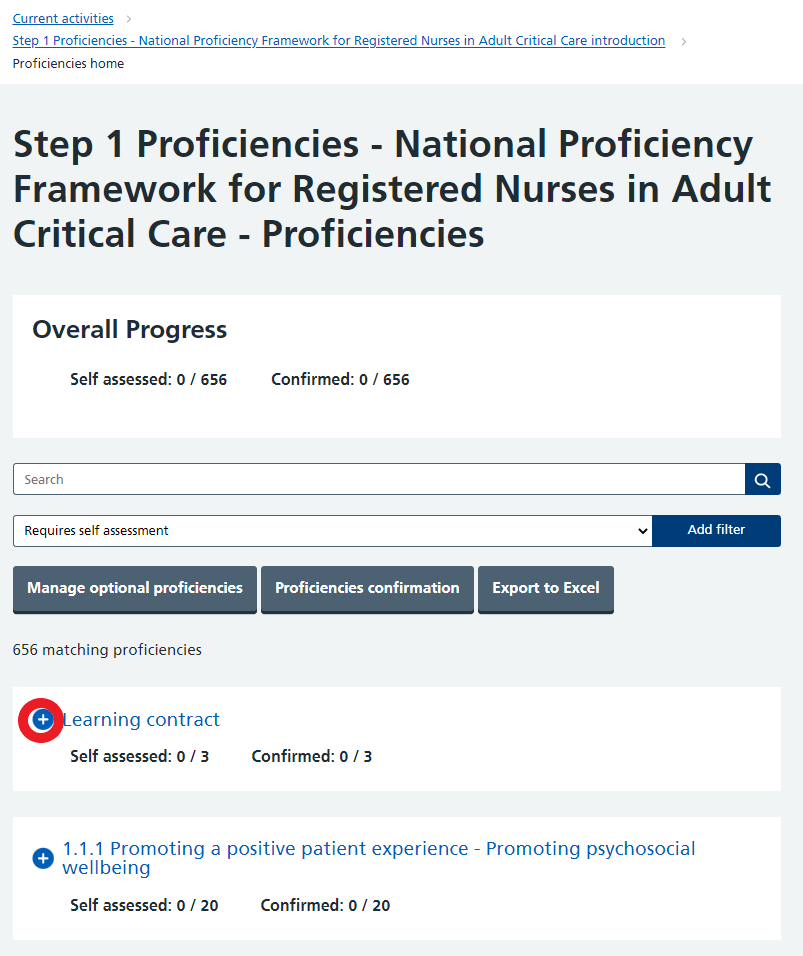 Current activities
Step 1 Proficiencies - National Proficiency Framework for Registered Nurses in Adult Critical Care introduction
Proficiencies home
Step 1 Proficiencies - National Proficiency
Framework for Registered Nurses in Adult
Critical Care - Proficiencies
Overall Progress
Self assessed: 0 / 656 Confirmed: 0 / 656
Search
Requires self assessment Add filter
Manage optional proficiencies Proficiencies confirmation Export to Excel
656 matching proficiencies
Learning contract
Self assessed: 0 / 3 Confirmed: 0 / 3
1.1.1 Promoting a positive patient experience - Promoting psychosocial
wellbeing
Self assessed: 0 / 20 Confirmed: 0 / 20